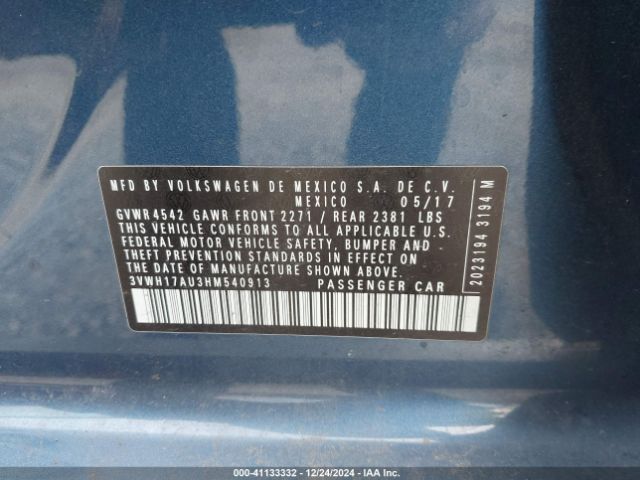 MFD BY VOLKSWAGEN DE MEXICO S.A. DE C.V.
MEXICO 05/17
GVWR 4542 GAWR FRONT 2271 / REAR 2381 LBS
THIS VEHICLE CONFORMS TO ALL APPLICABLE U.S.
FEDERAL MOTOR VEHICLE SAFETY, BUMPER AND -
THEFT PREVENTION STANDARDS IN EFFECT ON
THE DATE OF MANUFACTURE SHOWN ABOVE.
3VWH17AU3HM540913 PASSENGER CAR
2023194 3194 M
000-41133332 • 12/24/2024 • IAA Inc.